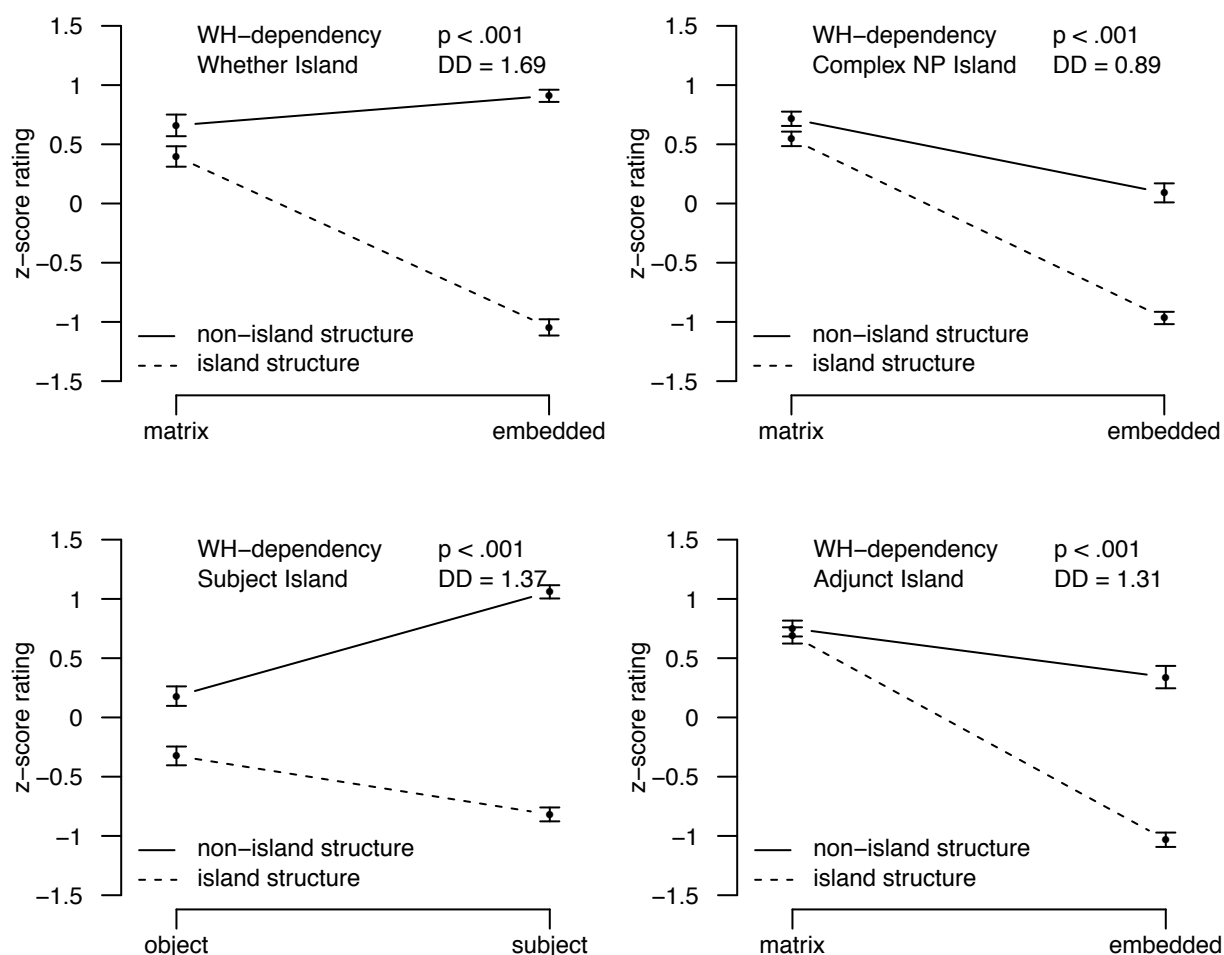 WH−dependency p < .001
Whether Island DD = 1.69
z−score rating
1.5
1
0.5
0
−0.5
−1
−1.5
non−island structure
island structure
matrix embedded
WH−dependency p < .001
Complex NP Island DD = 0.89
z−score rating
1.5
1
0.5
0
−0.5
−1
−1.5
non−island structure
island structure
matrix embedded
WH−dependency p < .001
Subject Island DD = 1.37
z−score rating
1.5
1
0.5
0
−0.5
−1
−1.5
non−island structure
island structure
object subject
WH−dependency p < .001
Adjunct Island DD = 1.31
z−score rating
1.5
1
0.5
0
−0.5
−1
−1.5
non−island structure
island structure
matrix embedded